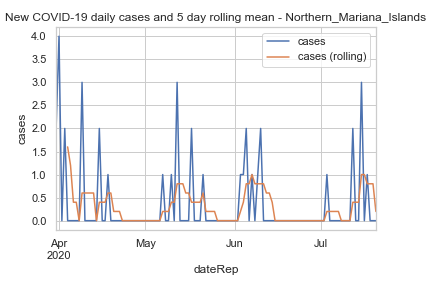 New COVID-19 daily cases and 5 day rolling mean - Northern_Mariana_Islands
cases
cases (rolling)
4.0
3.5
3.0
2.5
2.0
1.5
1.0
0.5
0.0
cases
Apr
2020
May
Jun
Jul
dateRep